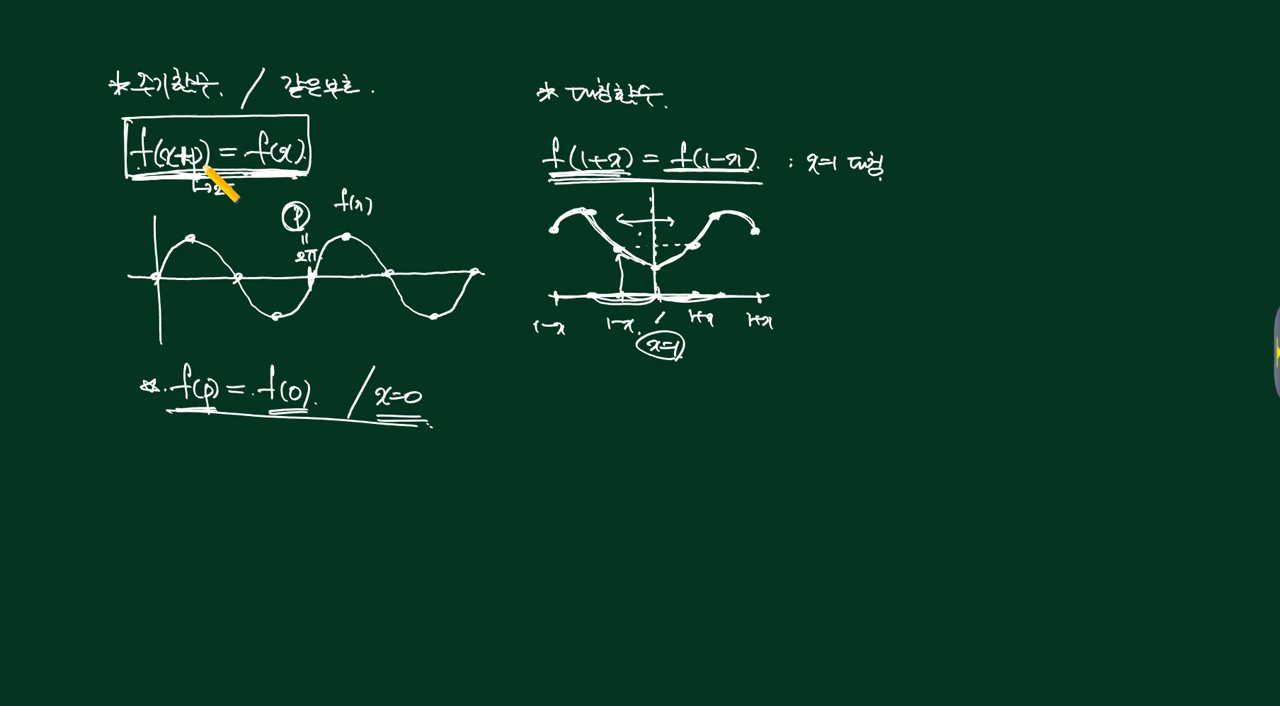 * 주기함수. / 같은부호.
f(x+p) = f(x).
→ 2π
p
=
2π.
f(x)
f(p) = f(0). / x=0
* 대칭함수.
f(1+x) = f(1-x). : x=1 대칭.
1-x 1-x. 1+x 1+x
x=1